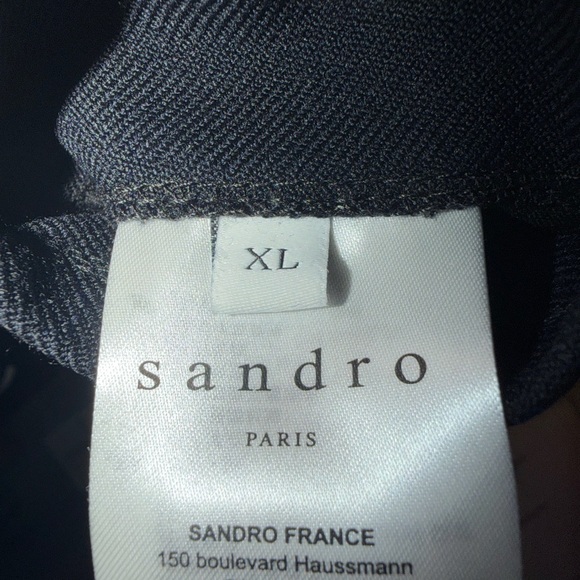 XL
sandro
PARIS
SANDRO FRANCE
150 boulevard Haussmann